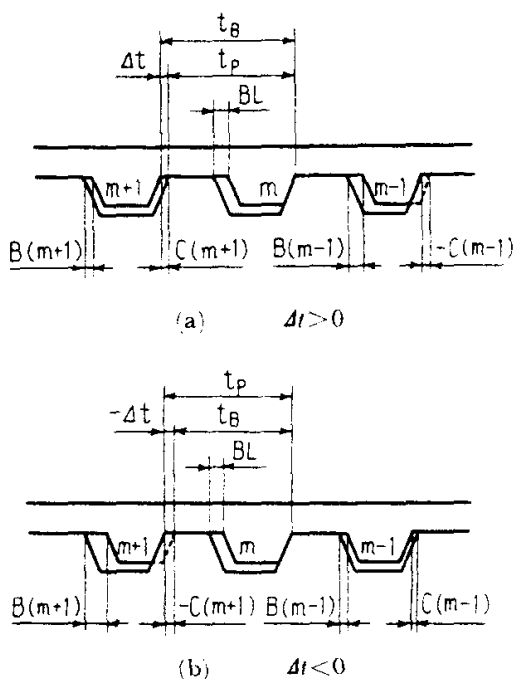 t_B
Δt t_P
BL
m+1 m m-1
B(m+1) C(m+1) B(m-1) -C(m-1)
(a) Δt>0
t_P
-Δt t_B
BL
m+1 m m-1
B(m+1) -C(m+1) B(m-1) C(m-1)
(b) Δt<0